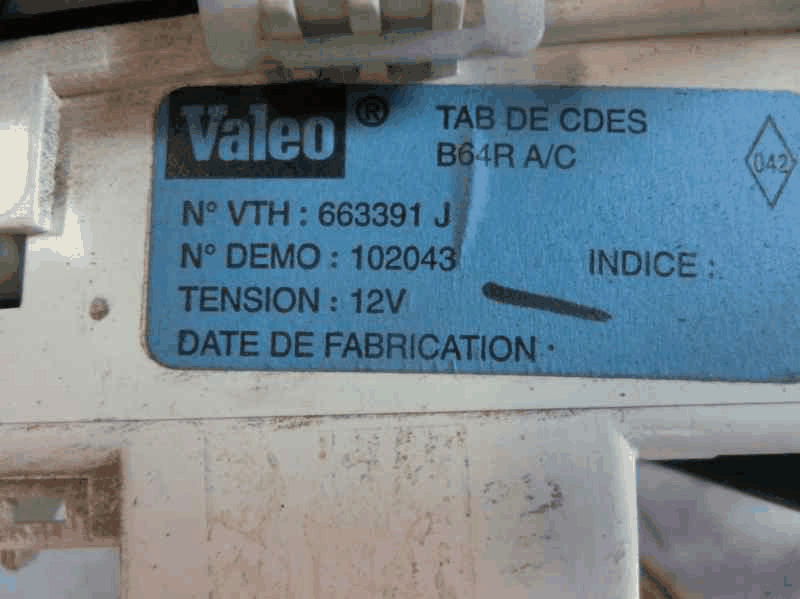 Valeo ®
TAB DE CDES
B64R A/C
042
N° VTH : 663391 J
N° DEMO : 102043
INDICE :
TENSION : 12V
DATE DE FABRICATION :